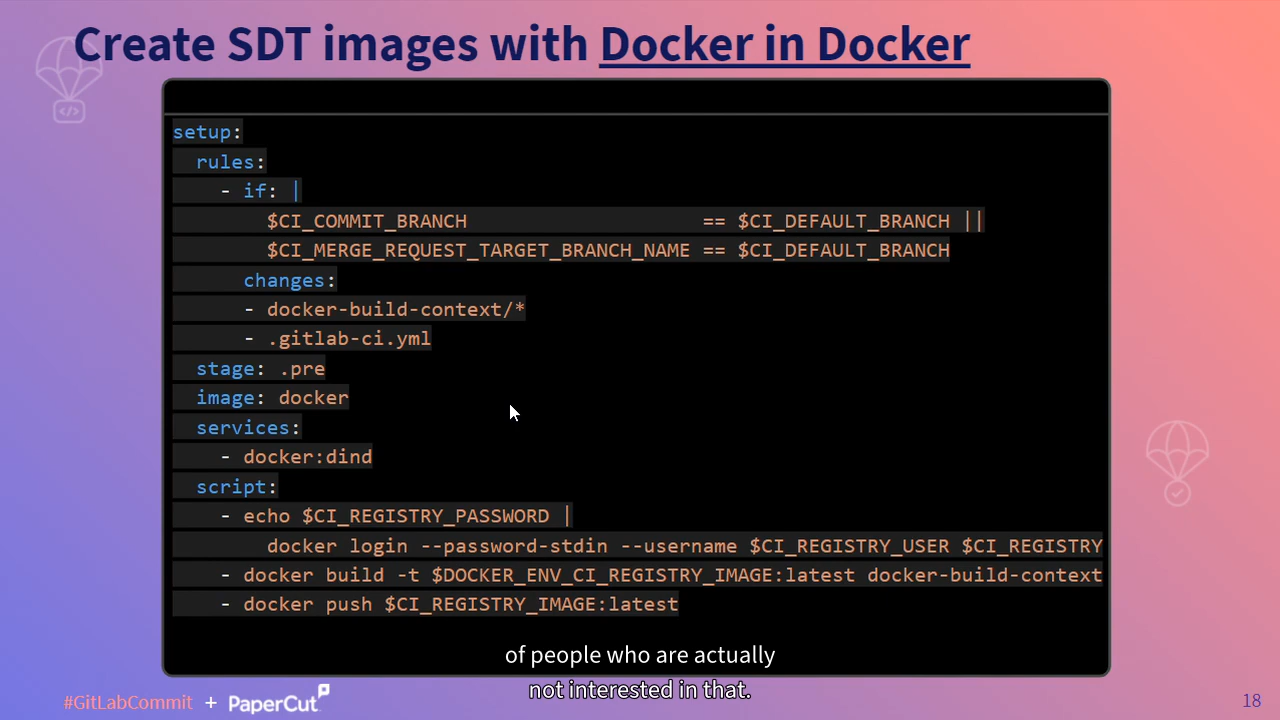 Create SDT images with Docker in Docker
setup:
  rules:
    - if: |
        $CI_COMMIT_BRANCH                    == $CI_DEFAULT_BRANCH ||
        $CI_MERGE_REQUEST_TARGET_BRANCH_NAME == $CI_DEFAULT_BRANCH
      changes:
      - docker-build-context/*
      - .gitlab-ci.yml
  stage: .pre
  image: docker
  services:
    - docker:dind
  script:
    - echo $CI_REGISTRY_PASSWORD |
        docker login --password-stdin --username $CI_REGISTRY_USER $CI_REGISTRY
    - docker build -t $DOCKER_ENV_CI_REGISTRY_IMAGE:latest docker-build-context
    - docker push $CI_REGISTRY_IMAGE:latest
of people who are actually
not interested in that.
#GitLabCommit + PaperCut
18